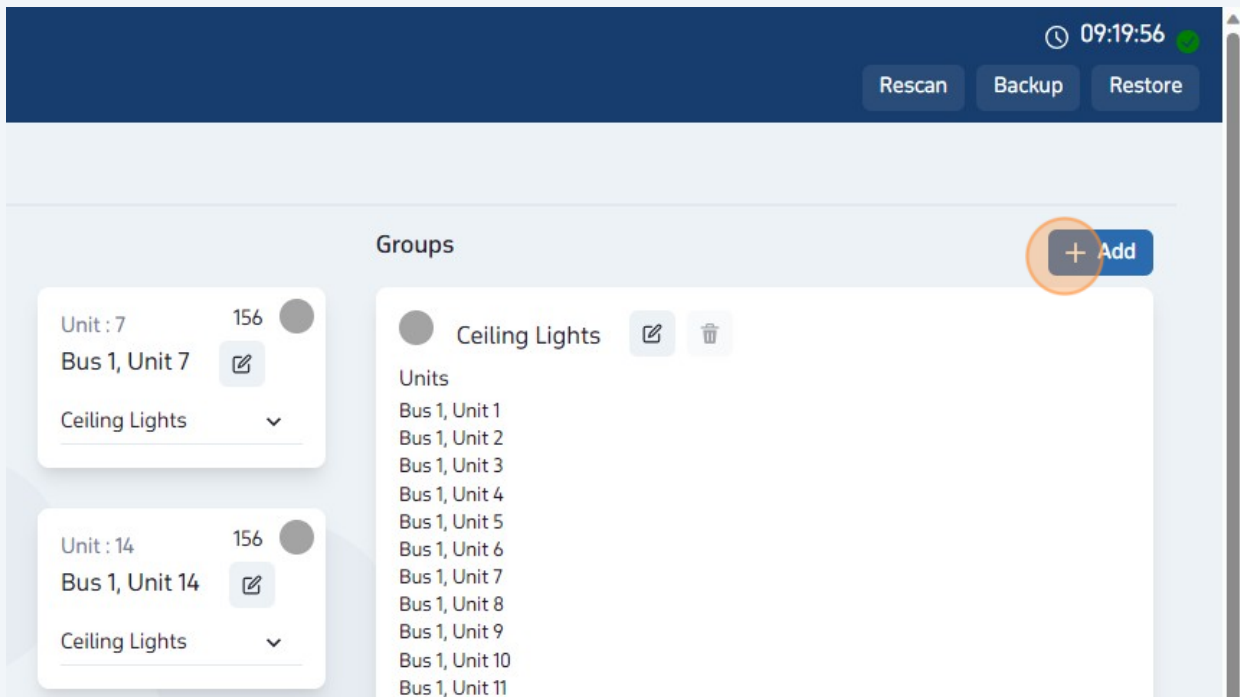 09:19:56
Rescan Backup Restore
Groups
+ Add
Unit : 7 156
Bus 1, Unit 7
Ceiling Lights
Unit : 14 156
Bus 1, Unit 14
Ceiling Lights
Ceiling Lights
Units
Bus 1, Unit 1
Bus 1, Unit 2
Bus 1, Unit 3
Bus 1, Unit 4
Bus 1, Unit 5
Bus 1, Unit 6
Bus 1, Unit 7
Bus 1, Unit 8
Bus 1, Unit 9
Bus 1, Unit 10
Bus 1, Unit 11